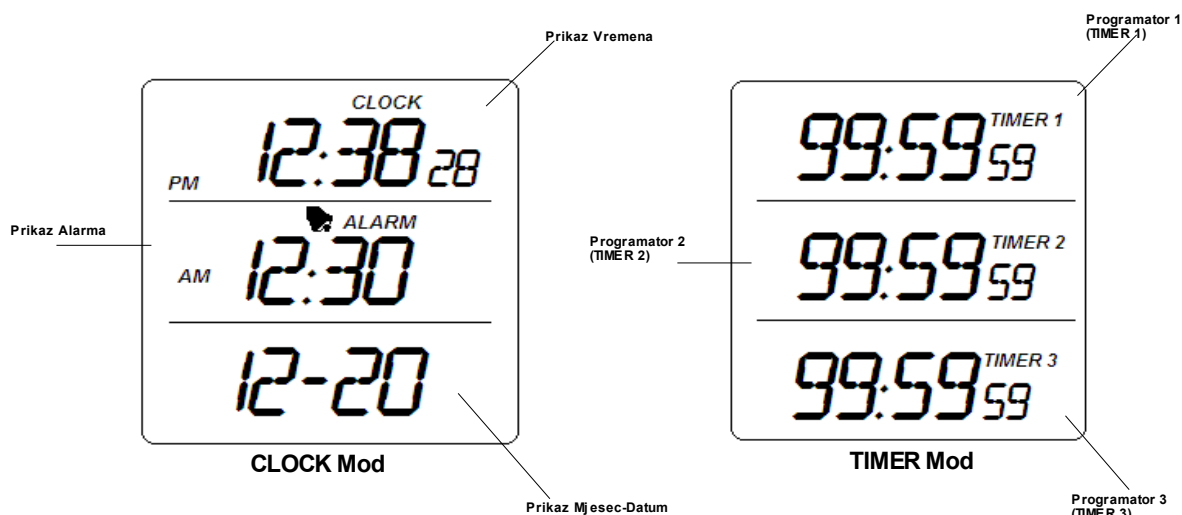 Programator 1
(TIMER 1)
Prikaz Vremena
CLOCK
12:38 28
PM
ALARM
12:30
AM
12-20
CLOCK Mod
Prikaz Alarma
Prikaz Mjesec-Datum
TIMER 1
99:59 59
Programator 2
(TIMER 2)
TIMER 2
99:59 59
TIMER 3
99:59 59
TIMER Mod
Programator 3
(TIMER 3)